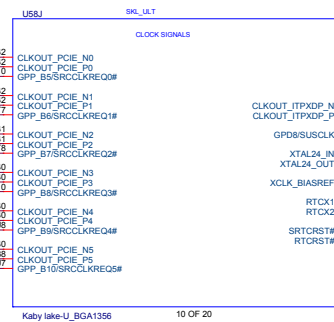 U58J
SKL_ULT
CLOCK SIGNALS
CLKOUT_PCIE_N0
CLKOUT_PCIE_P0
GPP_B5/SRCCLKREQ0#
CLKOUT_PCIE_N1
CLKOUT_PCIE_P1
GPP_B6/SRCCLKREQ1#
CLKOUT_PCIE_N2
CLKOUT_PCIE_P2
GPP_B7/SRCCLKREQ2#
CLKOUT_PCIE_N3
CLKOUT_PCIE_P3
GPP_B8/SRCCLKREQ3#
CLKOUT_PCIE_N4
CLKOUT_PCIE_P4
GPP_B9/SRCCLKREQ4#
CLKOUT_PCIE_N5
CLKOUT_PCIE_P5
GPP_B10/SRCCLKREQ5#
CLKOUT_ITPXDP_N
CLKOUT_ITPXDP_P
GPD8/SUSCLK
XTAL24_IN
XTAL24_OUT
XCLK_BIASREF
RTCX1
RTCX2
SRTCRST#
RTCRST#
Kaby lake-U_BGA1356
10 OF 20